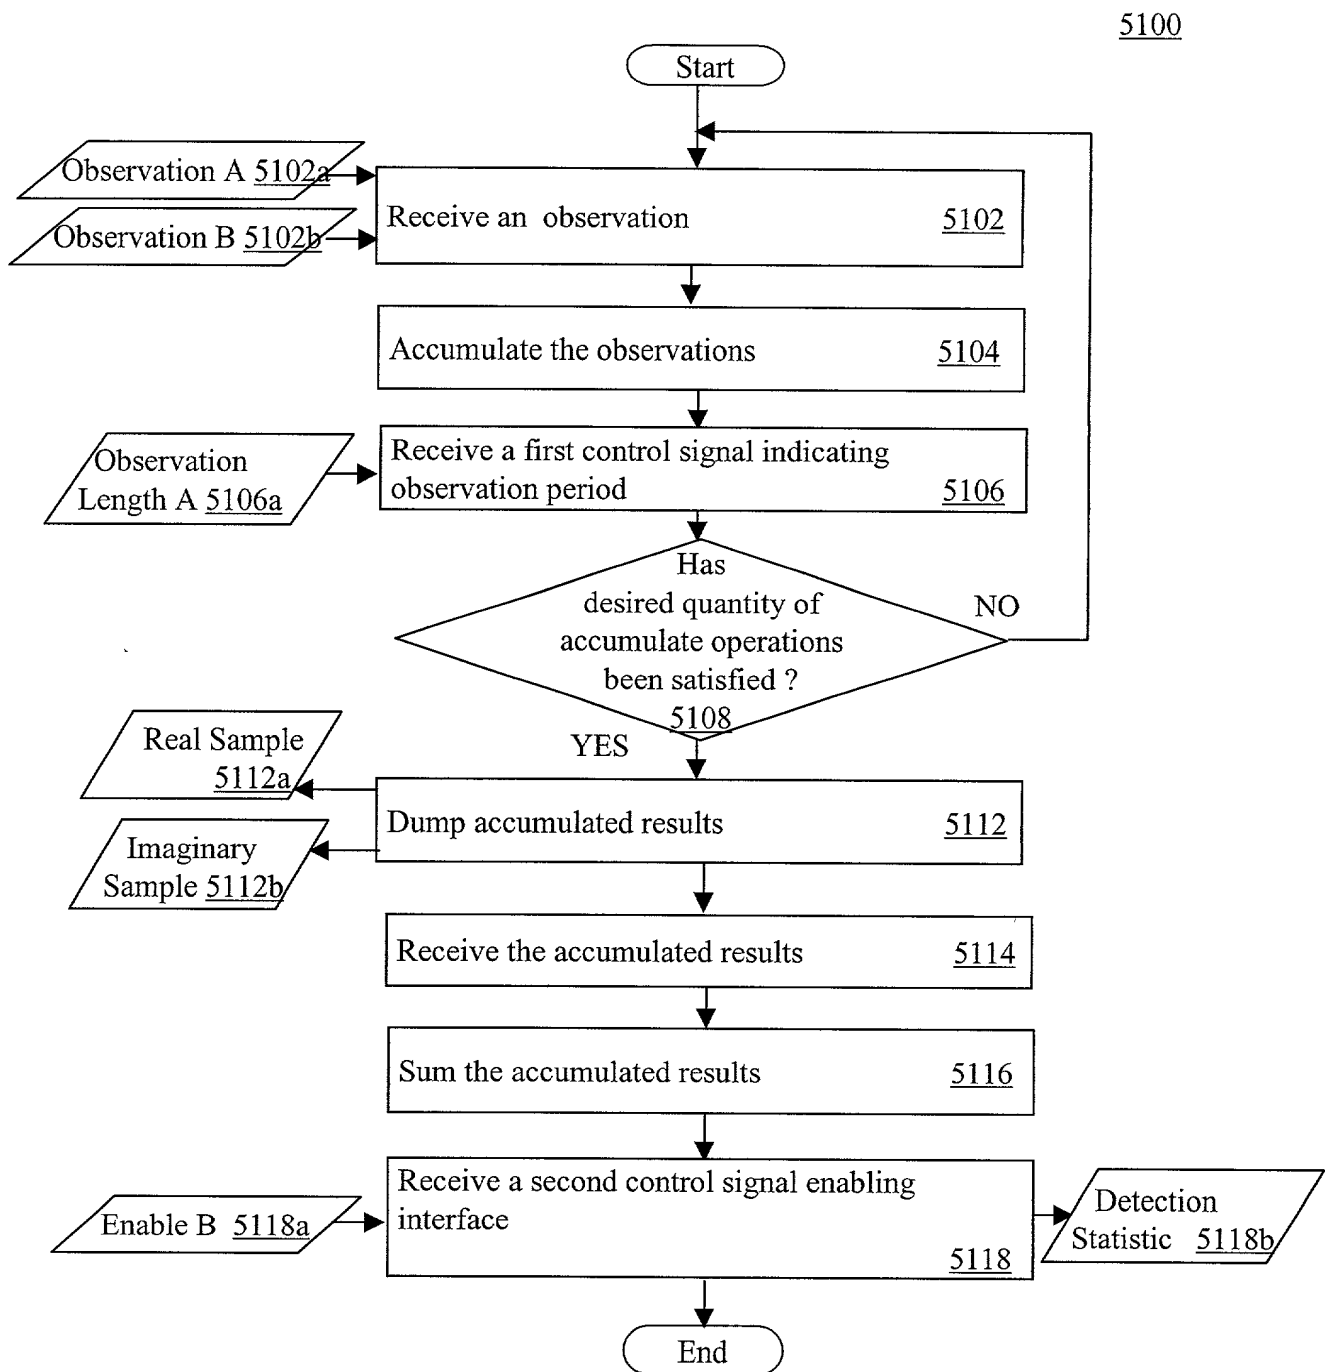 5100
Start
Observation A 5102a
Observation B 5102b
Receive an observation 5102
Accumulate the observations 5104
Observation
Length A 5106a
Receive a first control signal indicating
observation period 5106
Has
desired quantity of
accumulate operations
been satisfied ?
5108
NO
YES
Real Sample
5112a
Imaginary
Sample 5112b
Dump accumulated results 5112
Receive the accumulated results 5114
Sum the accumulated results 5116
Enable B 5118a
Receive a second control signal enabling
interface
5118
Detection
Statistic 5118b
End